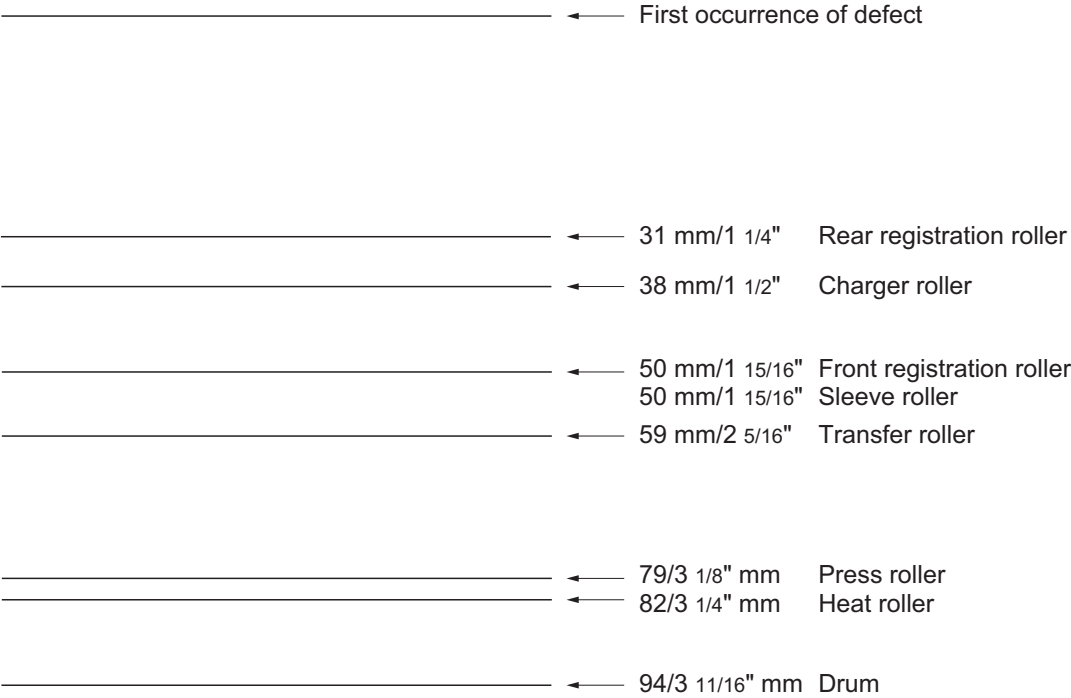 First occurrence of defect
31 mm/1 1/4" Rear registration roller
38 mm/1 1/2" Charger roller
50 mm/1 15/16" Front registration roller
50 mm/1 15/16" Sleeve roller
59 mm/2 5/16" Transfer roller
79/3 1/8" mm Press roller
82/3 1/4" mm Heat roller
94/3 11/16" mm Drum